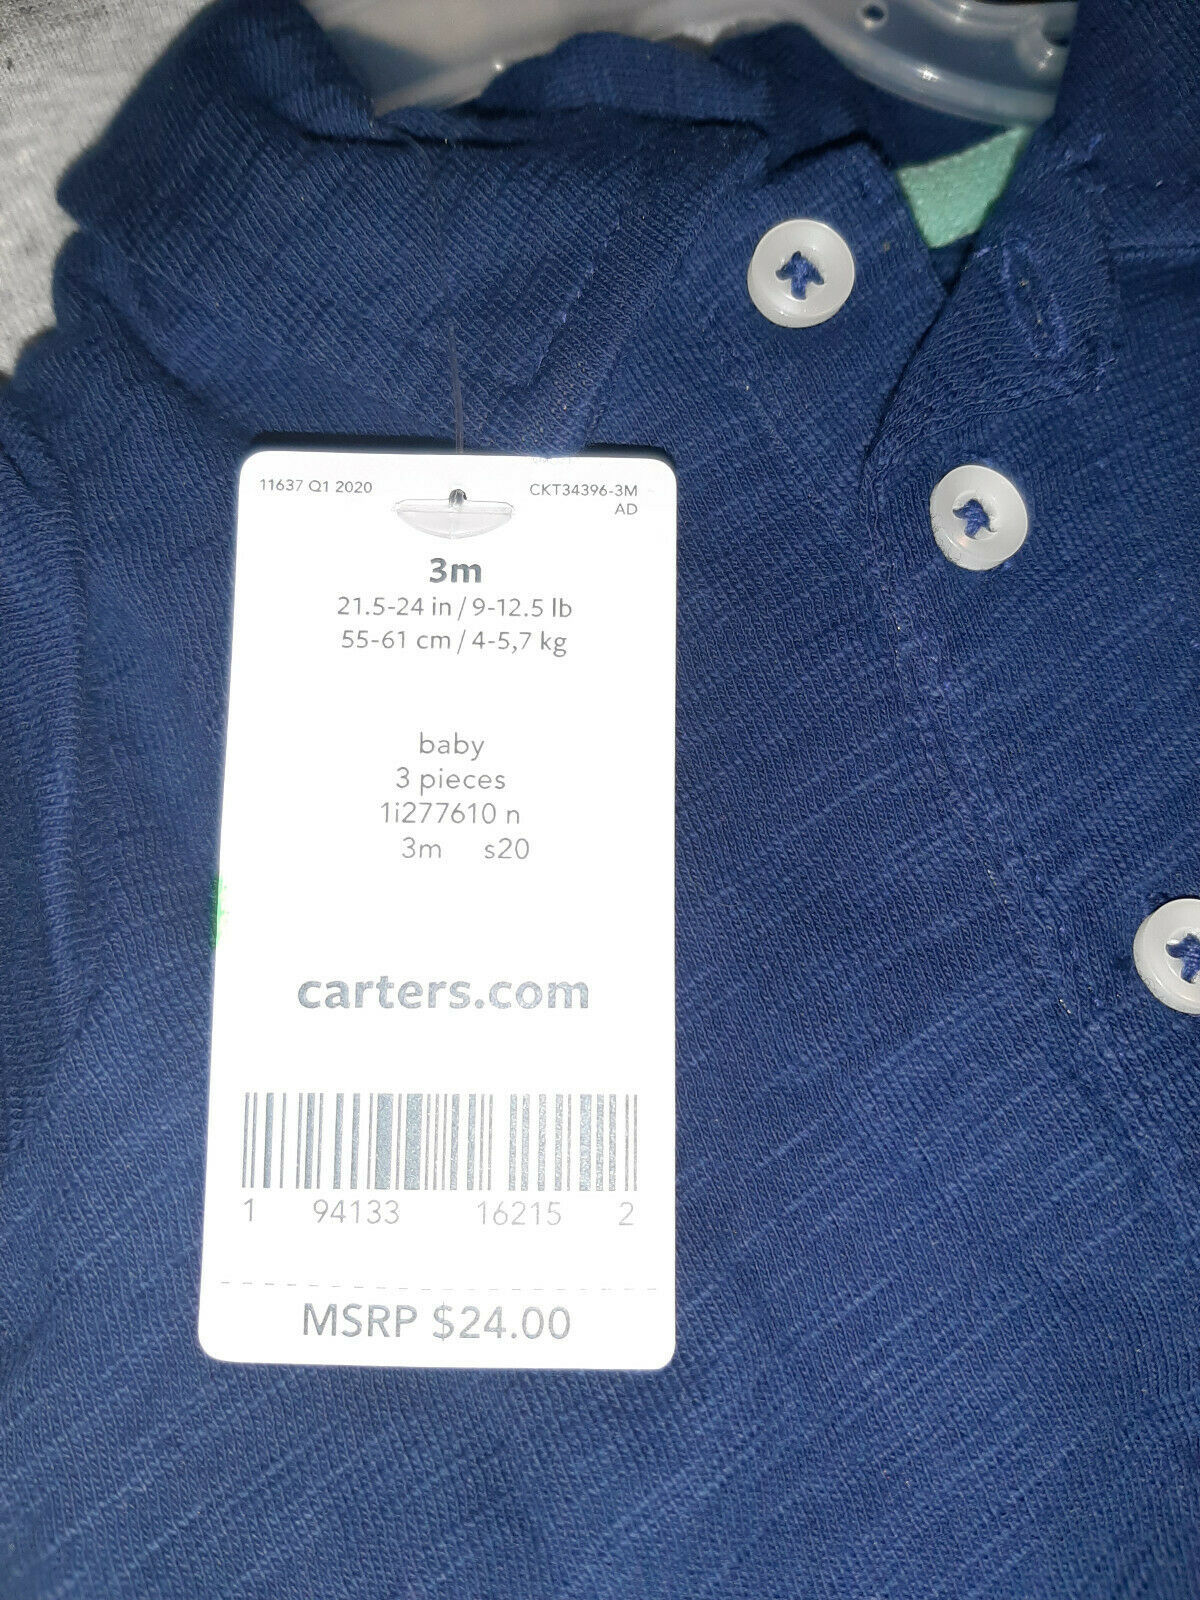 11637 Q1 2020
CKT34396-3M
AD
3m
21.5-24 in / 9-12.5 lb
55-61 cm / 4-5,7 kg
baby
3 pieces
1i277610 n
3m s20
carters.com
1 94133 16215 2
MSRP $24.00